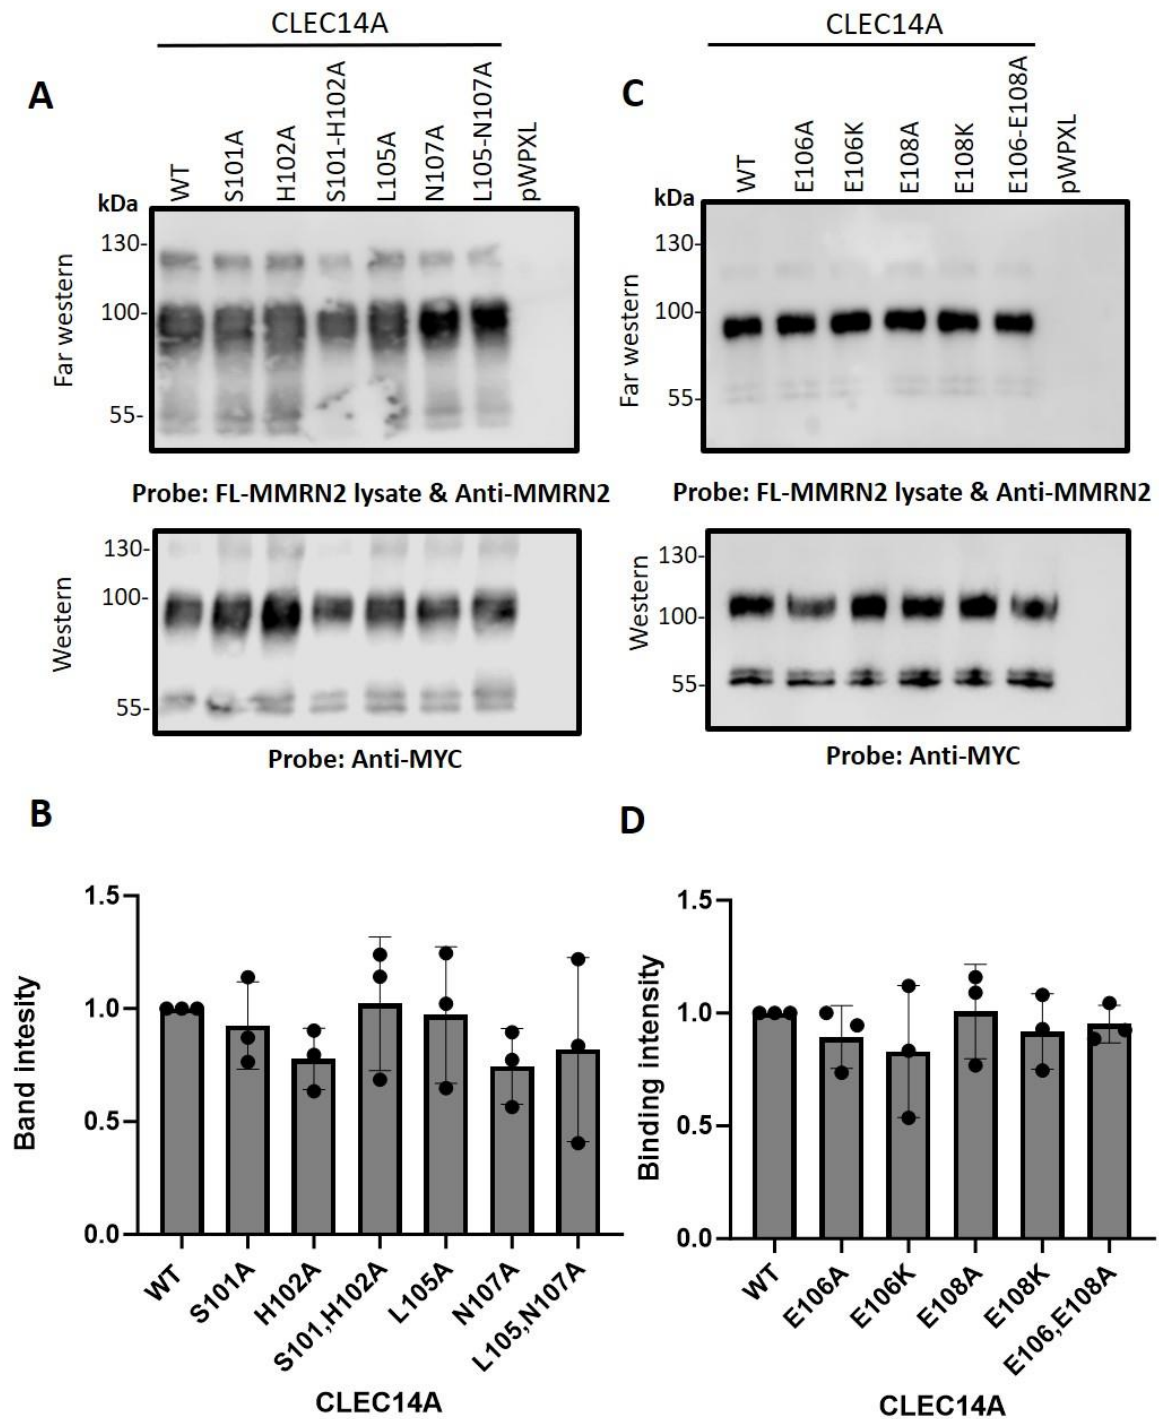 CLEC14A
A
WT
S101A
H102A
S101-H102A
L105A
N107A
L105-N107A
pWPXL
kDa
130-
100-
55-
Far western
Probe: FL-MMRN2 lysate & Anti-MMRN2
130-
100-
55-
Western
Probe: Anti-MYC
CLEC14A
C
WT
E106A
E106K
E108A
E108K
E106-E108A
pWPXL
kDa
130-
100-
55-
Far western
Probe: FL-MMRN2 lysate & Anti-MMRN2
130-
100-
55-
Western
Probe: Anti-MYC
B
Band intesity
1.5
1.0
0.5
0.0
WT
S101A
H102A
S101,H102A
L105A
N107A
L105,N107A
CLEC14A
D
Binding intensity
1.5
1.0
0.5
0.0
WT
E106A
E106K
E108A
E108K
E106,E108A
CLEC14A